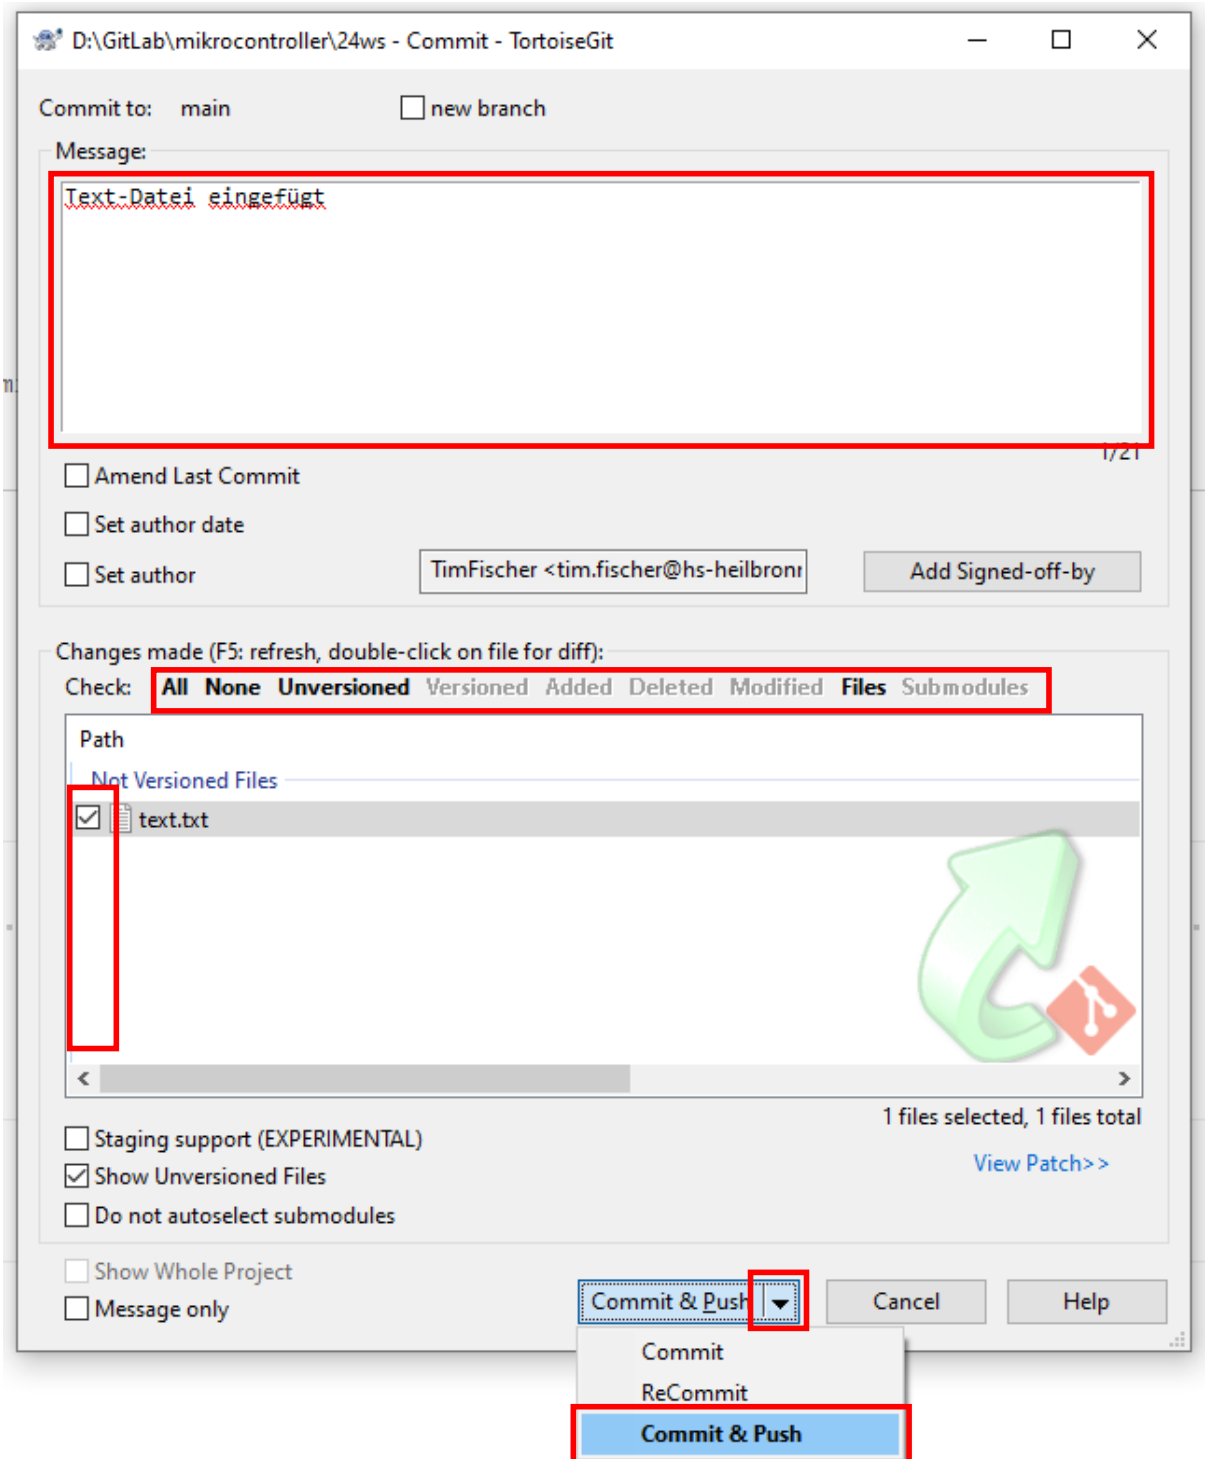 D:\GitLab\mikrocontroller\24ws - Commit - TortoiseGit
Commit to: main new branch
Message:
Text-Datei eingefügt
1/21
Amend Last Commit
Set author date
Set author TimFischer <tim.fischer@hs-heilbronn Add Signed-off-by
Changes made (F5: refresh, double-click on file for diff):
Check: All None Unversioned Versioned Added Deleted Modified Files Submodules
Path
Not Versioned Files
text.txt
1 files selected, 1 files total
Staging support (EXPERIMENTAL)
View Patch>>
Show Unversioned Files
Do not autoselect submodules
Show Whole Project
Message only
Commit & Push Cancel Help
Commit
ReCommit
Commit & Push